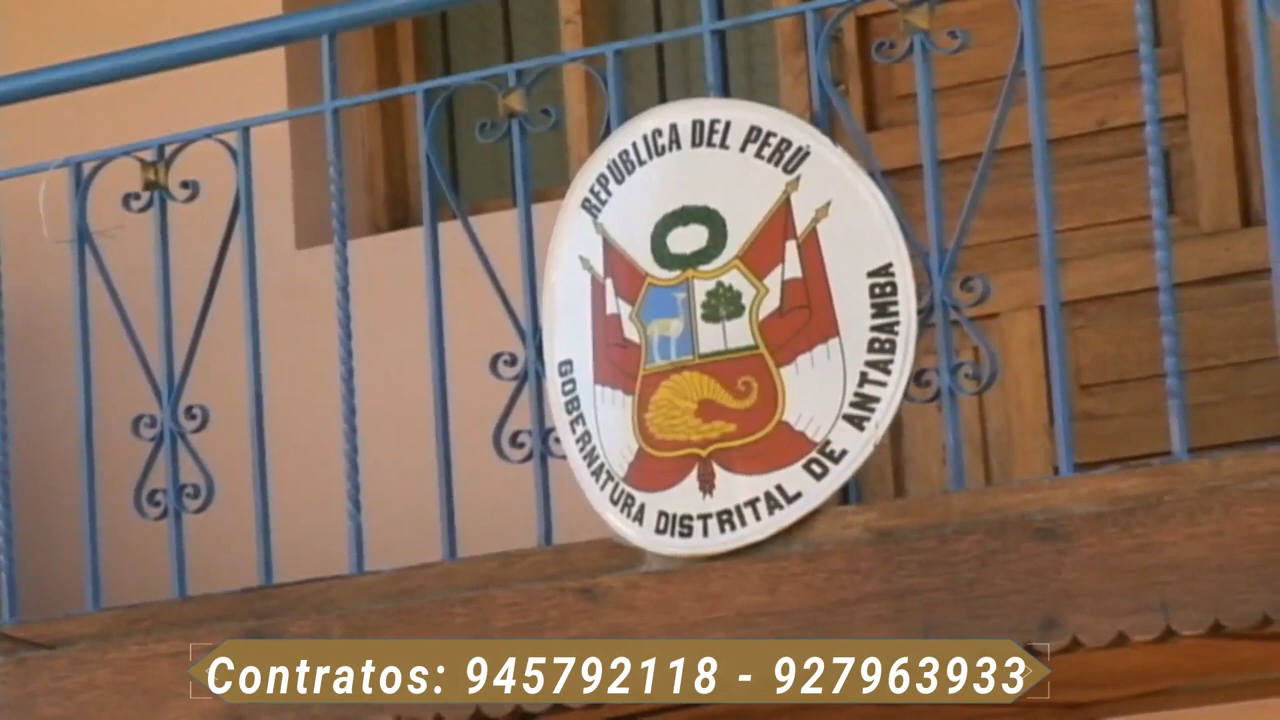 REPÚBLICA DEL PERÚ
GOBERNATURA DISTRITAL DE ANTABAMBA
Contratos: 945792118 - 927963933